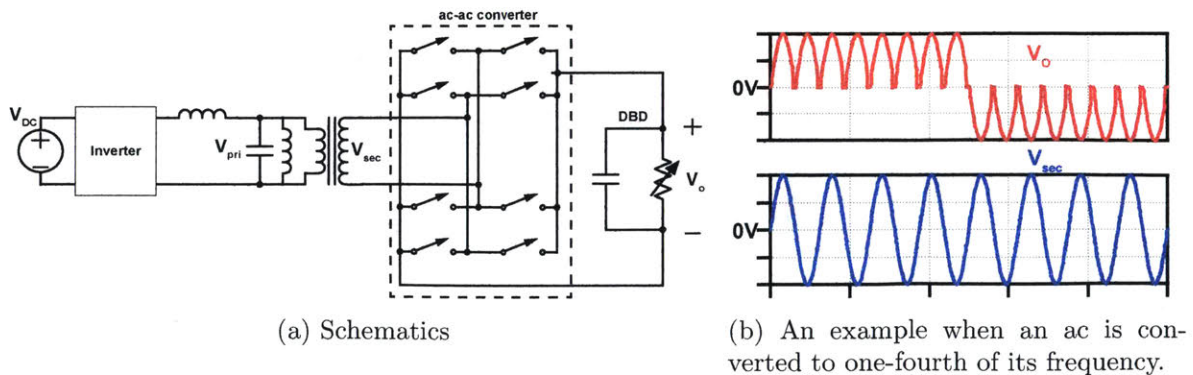 ac-ac converter
V_DC
Inverter
V_pri
V_sec
DBD
+
V_o
−
(a) Schematics
V_o
0V
V_sec
0V
(b) An example when an ac is con-
verted to one-fourth of its frequency.